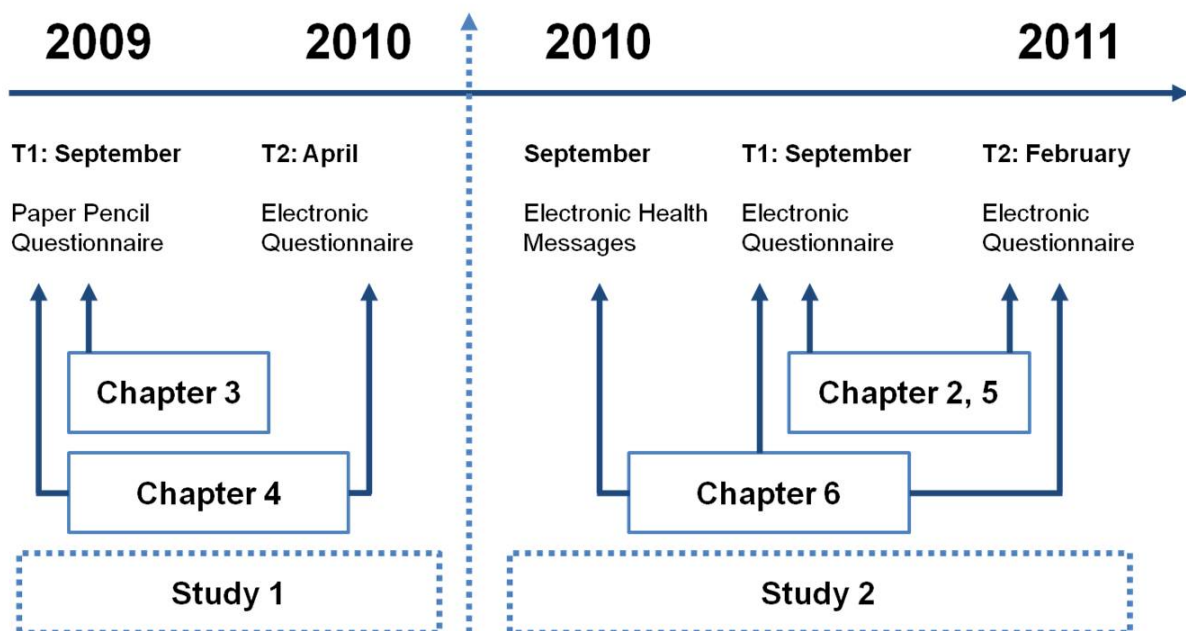 2009
2010
2010
2011
T1: September
Paper Pencil
Questionnaire
T2: April
Electronic
Questionnaire
September
Electronic Health
Messages
T1: September
Electronic
Questionnaire
T2: February
Electronic
Questionnaire
Chapter 3
Chapter 4
Chapter 2, 5
Chapter 6
Study 1
Study 2